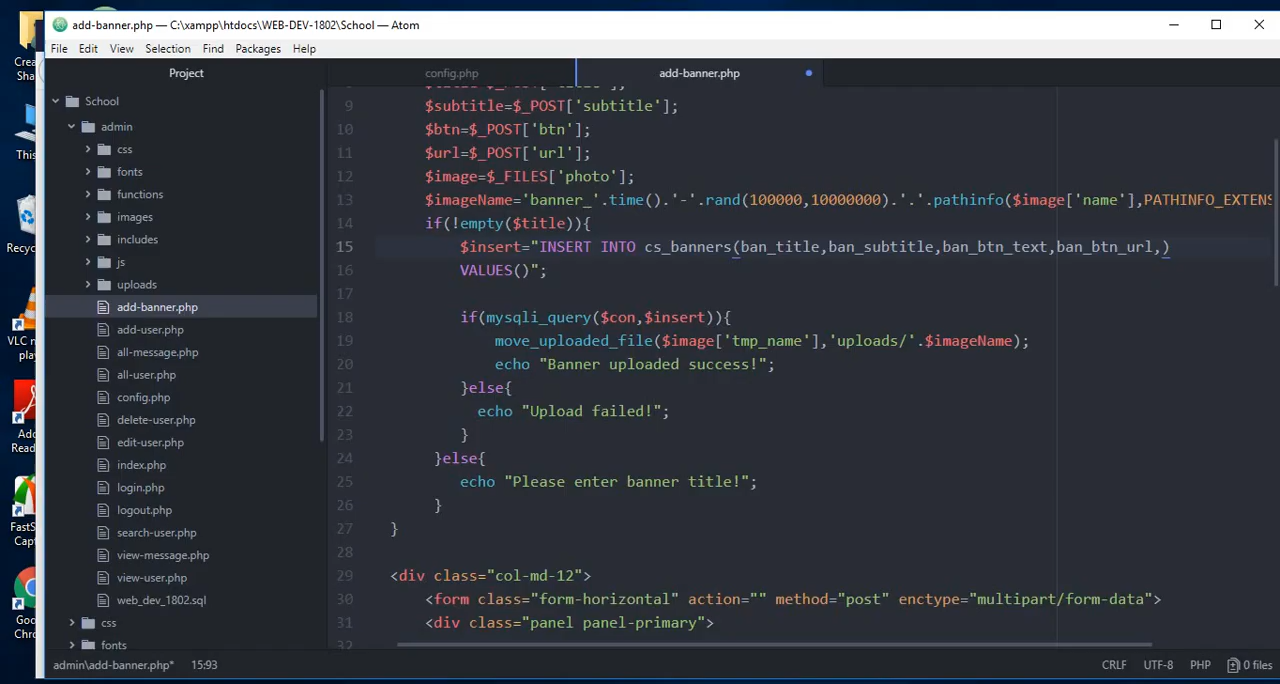 add-banner.php — C:\xampp\htdocs\WEB-DEV-1802\School — Atom
File Edit View Selection Find Packages Help
Project
config.php
add-banner.php
School
admin
css
fonts
functions
images
includes
js
uploads
add-banner.php
add-user.php
all-message.php
all-user.php
config.php
delete-user.php
edit-user.php
index.php
login.php
logout.php
search-user.php
view-message.php
view-user.php
web_dev_1802.sql
css
fonts
9 $subtitle=$_POST['subtitle'];
10 $btn=$_POST['btn'];
11 $url=$_POST['url'];
12 $image=$_FILES['photo'];
13 $imageName='banner_'.time().'-'.rand(100000,10000000).'.'.pathinfo($image['name'],PATHINFO_EXTENS
14 if(!empty($title)){
15 $insert="INSERT INTO cs_banners(ban_title,ban_subtitle,ban_btn_text,ban_btn_url,)
16 VALUES()";
17
18 if(mysqli_query($con,$insert)){
19 move_uploaded_file($image['tmp_name'],'uploads/'.$imageName);
20 echo "Banner uploaded success!";
21 }else{
22 echo "Upload failed!";
23 }
24 }else{
25 echo "Please enter banner title!";
26 }
27 }
28
29 <div class="col-md-12">
30 <form class="form-horizontal" action="" method="post" enctype="multipart/form-data">
31 <div class="panel panel-primary">
32
admin\add-banner.php* 15:93
CRLF UTF-8 PHP 0 files